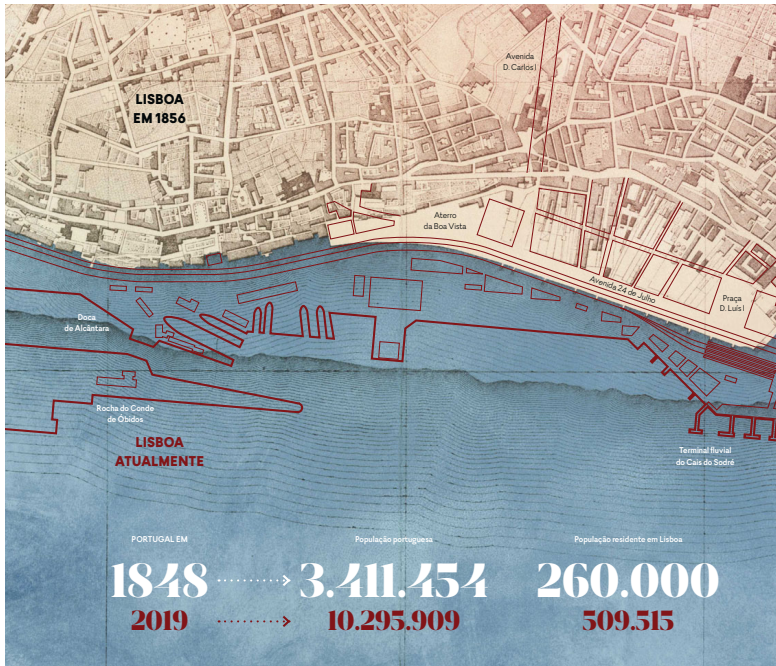 Avenida
D. Carlos I
LISBOA
EM 1856
Aterro
da Boa Vista
Avenida 24 de Julho
Praça
D. Luís I
Doca
de Alcântara
Rocha do Conde
de Óbidos
LISBOA
ATUALMENTE
Terminal fluvial
do Cais do Sodré
PORTUGAL EM
População portuguesa
População residente em Lisboa
1848 3.411.454 260.000
2019 10.295.909 509.515